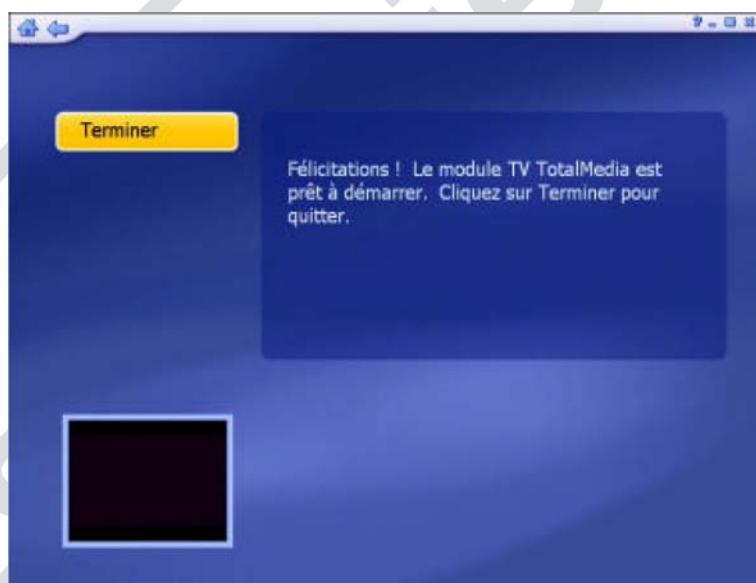 Terminer
Félicitations ! Le module TV TotalMedia est
prêt à démarrer. Cliquez sur Terminer pour
quitter.